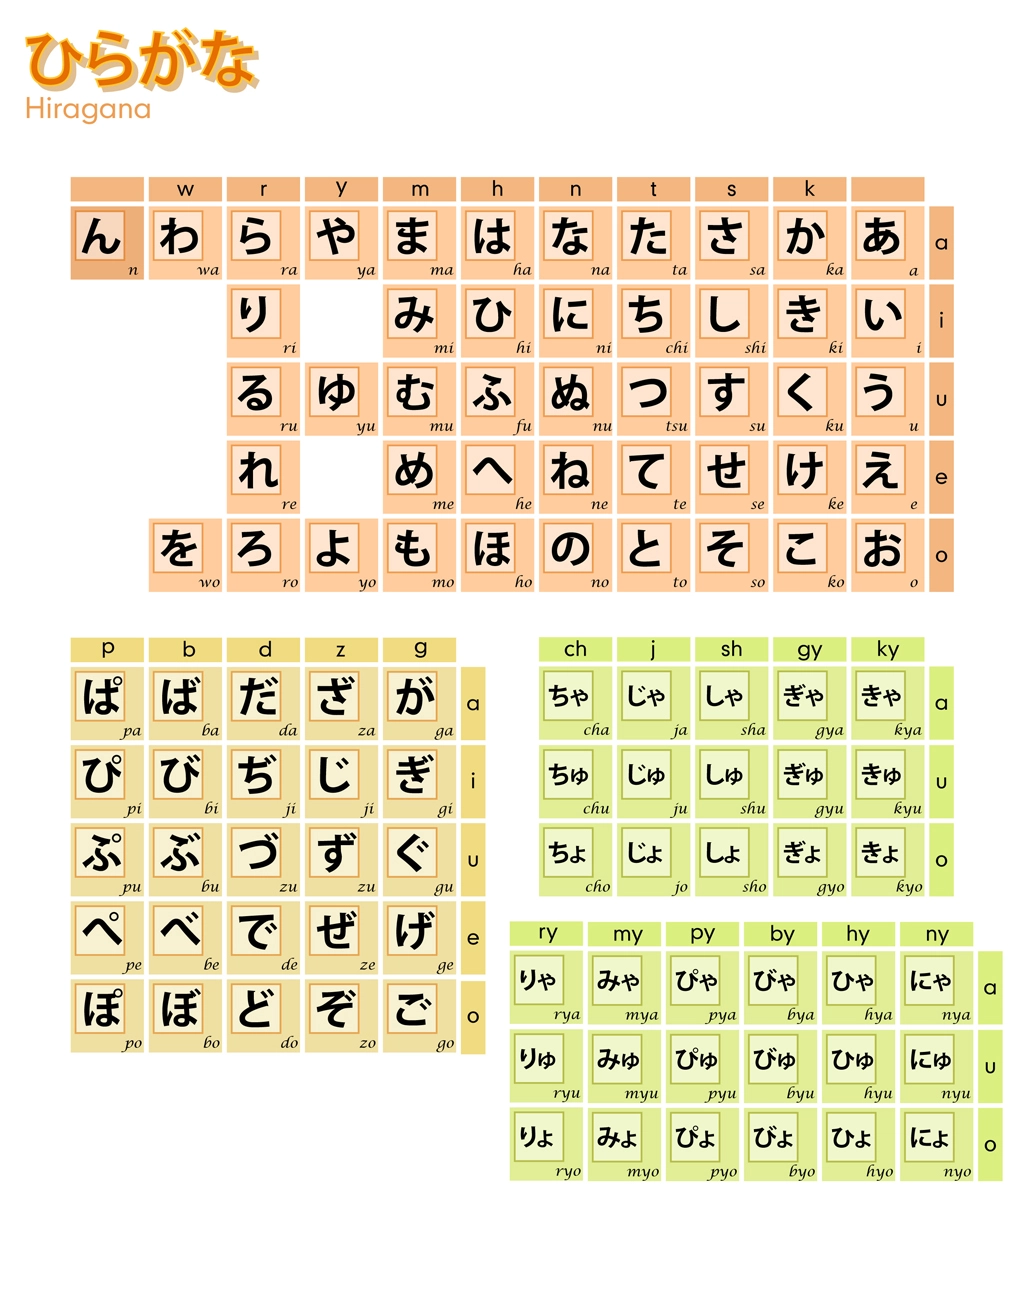 ひらがな
Hiragana
w r y m h n t s k
ん わ ら や ま は な た さ か あ a
n wa ra ya ma ha na ta sa ka a
り み ひ に ち し き い i
ri mi hi ni chi shi ki i
る ゆ む ふ ぬ つ す く う u
ru yu mu fu nu tsu su ku u
れ め へ ね て せ け え e
re me he ne te se ke e
を ろ よ も ほ の と そ こ お o
wo ro yo mo ho no to so ko o
p b d z g
ぱ ば だ ざ が a
pa ba da za ga
ぴ び ぢ じ ぎ i
pi bi ji ji gi
ぷ ぶ づ ず ぐ u
pu bu zu zu gu
ぺ べ で ぜ げ e
pe be de ze ge
ぽ ぼ ど ぞ ご o
po bo do zo go
ch j sh gy ky
ちゃ じゃ しゃ ぎゃ きゃ a
cha ja sha gya kya
ちゅ じゅ しゅ ぎゅ きゅ u
chu ju shu gyu kyu
ちょ じょ しょ ぎょ きょ o
cho jo sho gyo kyo
ry my py by hy ny
りゃ みゃ ぴゃ びゃ ひゃ にゃ a
rya mya pya bya hya nya
りゅ みゅ ぴゅ びゅ ひゅ にゅ u
ryu myu pyu byu hyu nyu
りょ みょ ぴょ びょ ひょ にょ o
ryo myo pyo byo hyo nyo